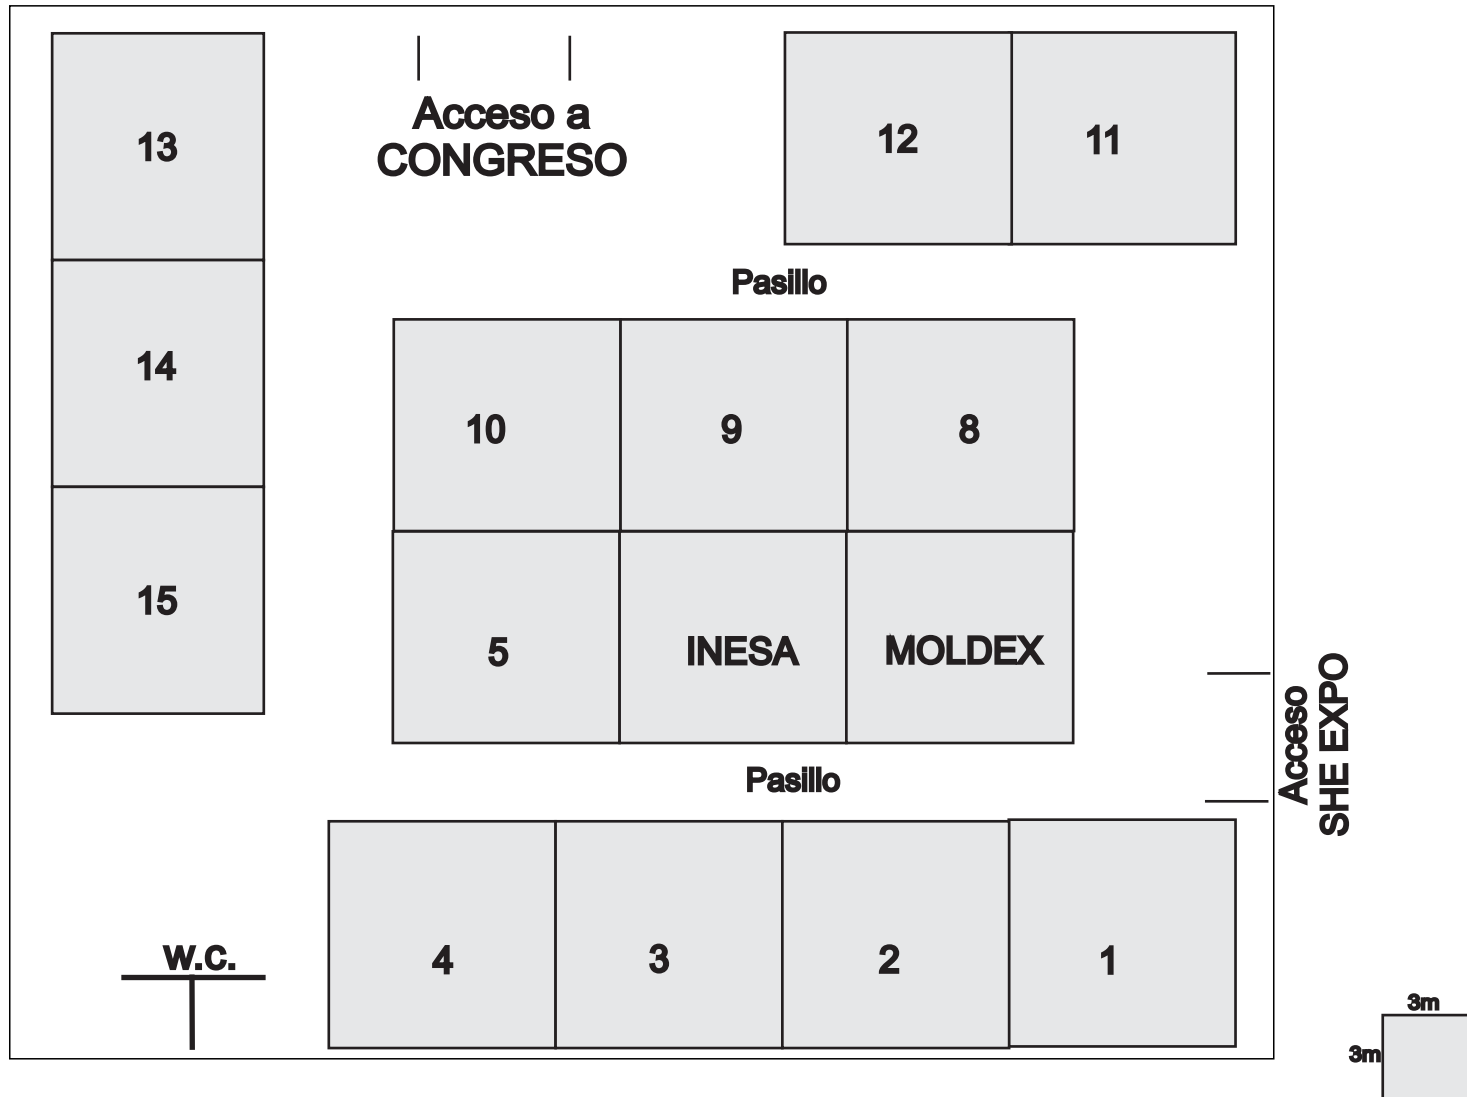 13
Acceso a
CONGRESO
12
11
Pasillo
14
10
9
8
15
5
INESA
MOLDEX
Acceso
SHE EXPO
Pasillo
W.C.
4
3
2
1
3m
3m